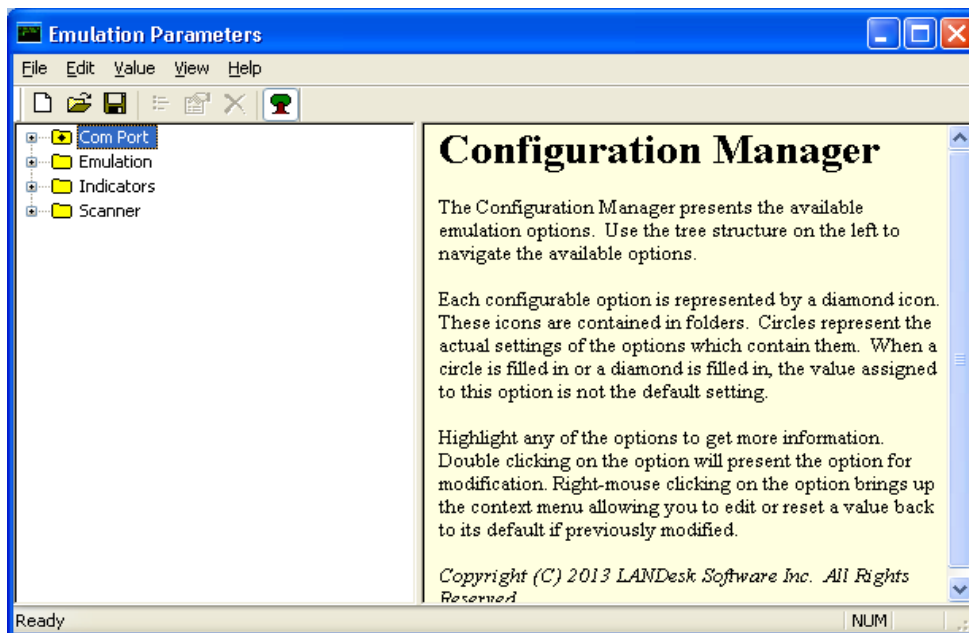 Emulation Parameters
File Edit Value View Help
Com Port
Emulation
Indicators
Scanner
Configuration Manager
The Configuration Manager presents the available
emulation options. Use the tree structure on the left to
navigate the available options.
Each configurable option is represented by a diamond icon.
These icons are contained in folders. Circles represent the
actual settings of the options which contain them. When a
circle is filled in or a diamond is filled in, the value assigned
to this option is not the default setting.
Highlight any of the options to get more information.
Double clicking on the option will present the option for
modification. Right-mouse clicking on the option brings up
the context menu allowing you to edit or reset a value back
to its default if previously modified.
Copyright (C) 2013 LANDesk Software Inc. All Rights
Reserved
Ready NUM